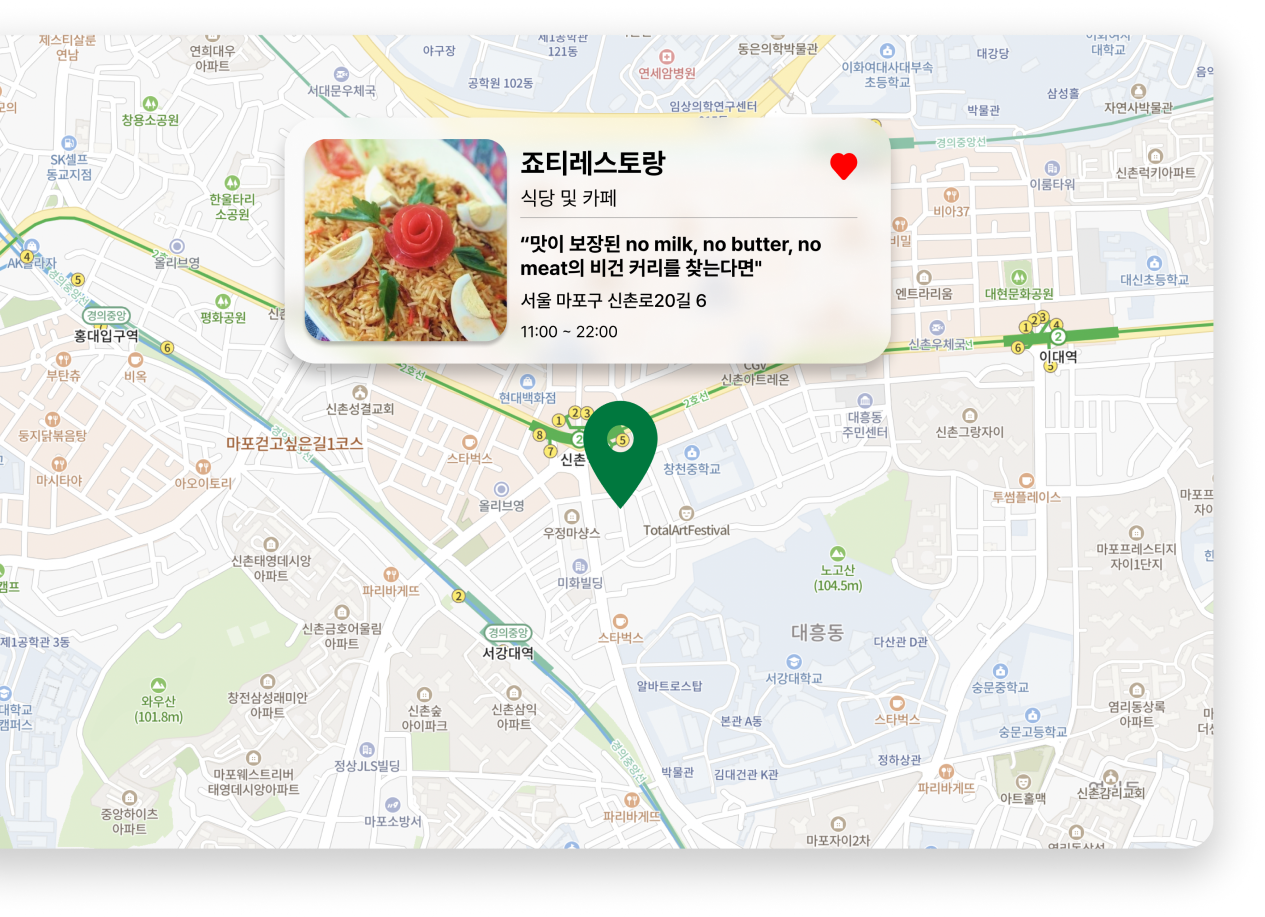 죠티레스토랑
식당 및 카페
“맛이 보장된 no milk, no butter, no
meat의 비건 커리를 찾는다면"
서울 마포구 신촌로20길 6
11:00 ~ 22:00
제스티살룬
연남
연희대우
아파트
야구장
제1공학관
121동
동은의학박물관
대강당
대학교
서대문우체국
공학원 102동
연세암병원
이화여대사대부속
초등학교
삼성홀
창용소공원
임상의학연구센터
박물관
자연사박물관
SK셀프
동교지점
경의중앙선
신촌럭키아파트
이룸타워
한울타리
소공원
비아37
올리브영
엔트라리움
대현문화공원
대신초등학교
평화공원
경의중앙
홍대입구역
6
5
4
신촌우체국
1
2
3
4
2
6
5
이대역
부탄츄
비옥
2호선
CGV
신촌아트레온
현대백화점
신촌성결교회
2호선
대흥동
주민센터
신촌그랑자이
둥지닭볶음탕
마포걷고싶은길1코스
스타벅스
1
2
3
8
7
2
5
신촌
창천중학교
마시타야
아오이토리
올리브영
투썸플레이스
우정마샹스
TotalArtFestival
마포프레스티지
자이1단지
신촌태영데시앙
아파트
미화빌딩
노고산
(104.5m)
파리바게뜨
2
신촌금호어울림
아파트
경의중앙
서강대역
스타벅스
대흥동
다산관 D관
제1공학관 3동
와우산
(101.8m)
창전삼성래미안
아파트
신촌숲
아이파크
신촌삼익
아파트
알바트로스탑
서강대학교
숭문중학교
본관 A동
스타벅스
숭문고등학교
염리동상록
아파트
대학교
캠퍼스
경의중앙선
정상JLS빌딩
마포웨스트리버
태영데시앙아파트
박물관
김대건관 K관
정하상관
파리바게뜨
아트홀맥
신촌감리교회
중앙하이츠
아파트
마포소방서
파리바게뜨
마포자이2차